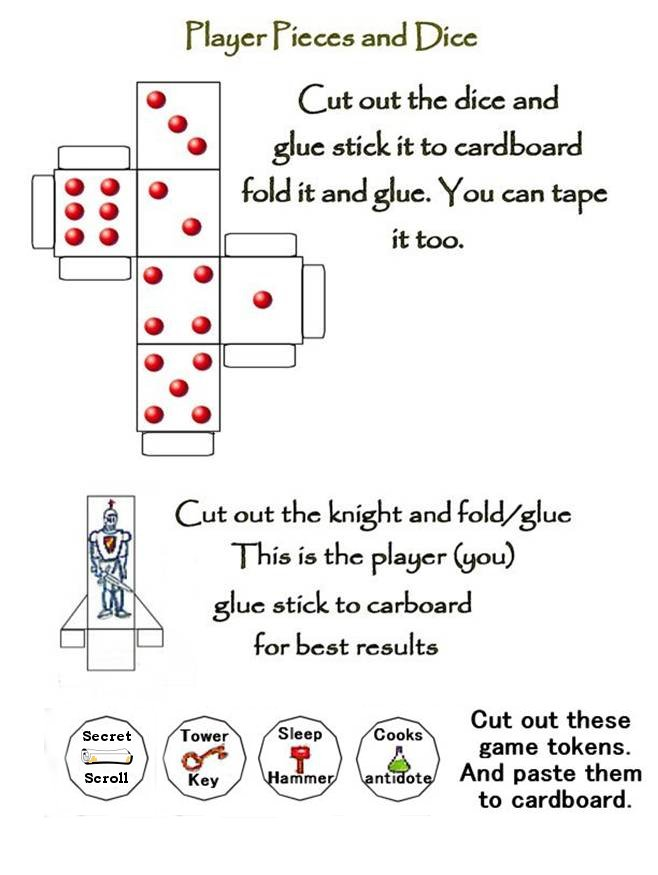 Player Pieces and Dice
Cut out the dice and
glue stick it to cardboard
fold it and glue. You can tape
it too.
Cut out the knight and fold/glue
This is the player (you)
glue stick to carboard
for best results
Secret
Scroll
Tower
Key
Sleep
Hammer
Cooks
antidote
Cut out these
game tokens.
And paste them
to cardboard.